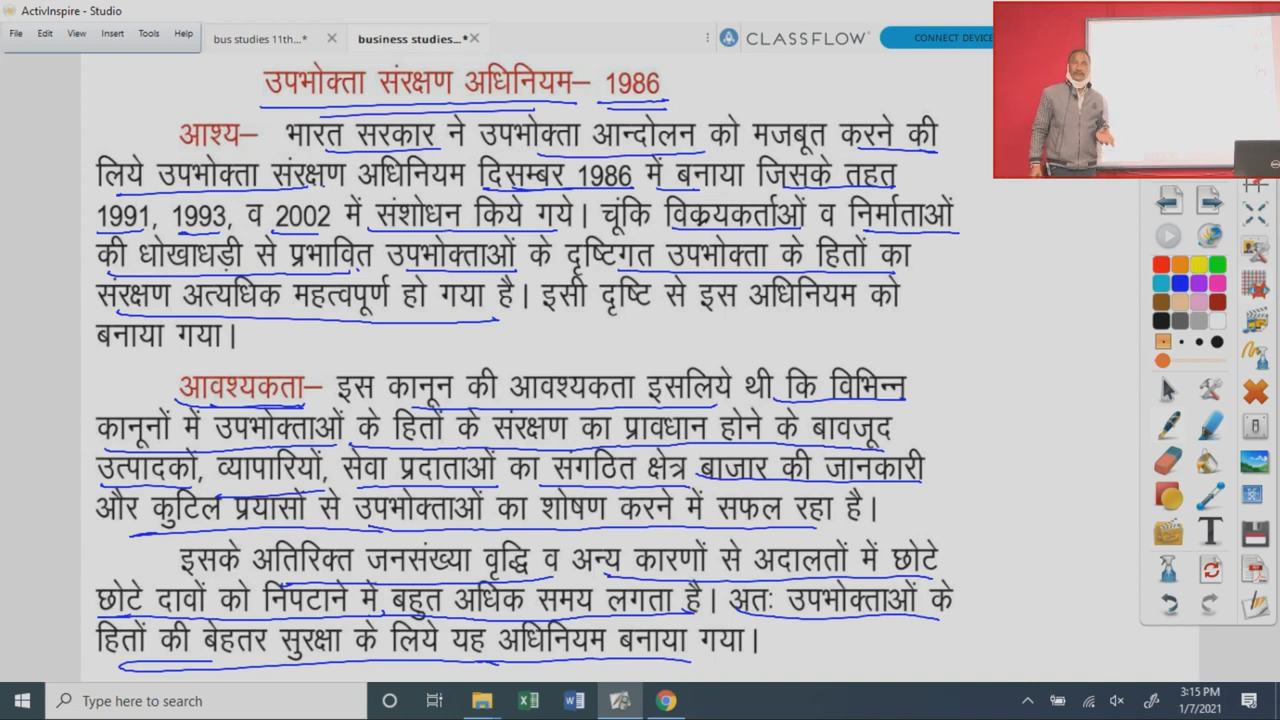 ActivInspire - Studio
File Edit View Insert Tools Help
bus studies 11th...*
business studies...*
CLASSFLOW
CONNECT DEVICE
उपभोक्ता संरक्षण अधिनियम– 1986
आश्य– भारत सरकार ने उपभोक्ता आन्दोलन को मजबूत करने की
लिये उपभोक्ता संरक्षण अधिनियम दिसम्बर 1986 में बनाया जिसके तहत
1991, 1993, व 2002 में संशोधन किये गये। चूंकि विक्रयकर्ताओं व निर्माताओं
की धोखाधड़ी से प्रभावित उपभोक्ताओं के दृष्टिगत उपभोक्ता के हितों का
संरक्षण अत्यधिक महत्वपूर्ण हो गया है। इसी दृष्टि से इस अधिनियम को
बनाया गया।
आवश्यकता– इस कानून की आवश्यकता इसलिये थी कि विभिन्न
कानूनों में उपभोक्ताओं के हितों के संरक्षण का प्रावधान होने के बावजूद
उत्पादकों, व्यापारियों, सेवा प्रदाताओं का संगठित क्षेत्र बाजार की जानकारी
और कुटिल प्रयासों से उपभोक्ताओं का शोषण करने में सफल रहा है।
इसके अतिरिक्त जनसंख्या वृद्धि व अन्य कारणों से अदालतों में छोटे
छोटे दावों को निपटाने में बहुत अधिक समय लगता है। अतः उपभोक्ताओं के
हितों की बेहतर सुरक्षा के लिये यह अधिनियम बनाया गया।
Type here to search
3:15 PM
1/7/2021